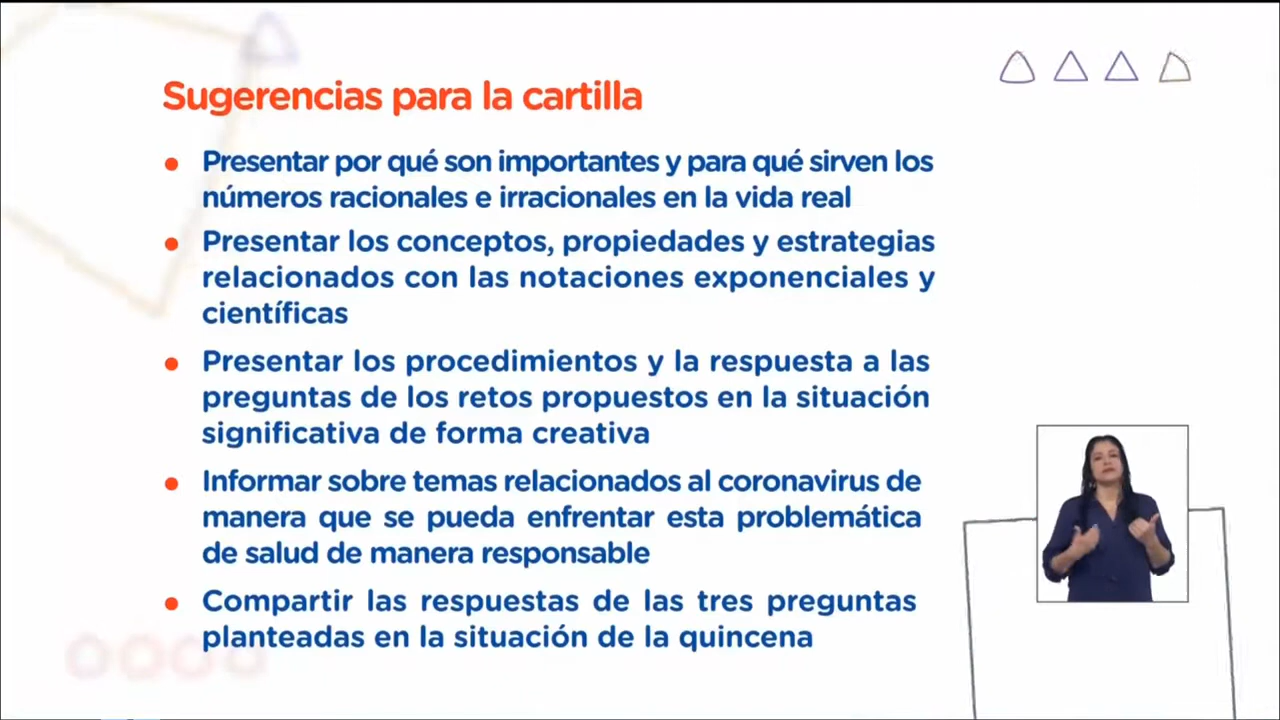 Sugerencias para la cartilla
• Presentar por qué son importantes y para qué sirven los
números racionales e irracionales en la vida real
• Presentar los conceptos, propiedades y estrategias
relacionados con las notaciones exponenciales y
científicas
• Presentar los procedimientos y la respuesta a las
preguntas de los retos propuestos en la situación
significativa de forma creativa
• Informar sobre temas relacionados al coronavirus de
manera que se pueda enfrentar esta problemática
de salud de manera responsable
• Compartir las respuestas de las tres preguntas
planteadas en la situación de la quincena